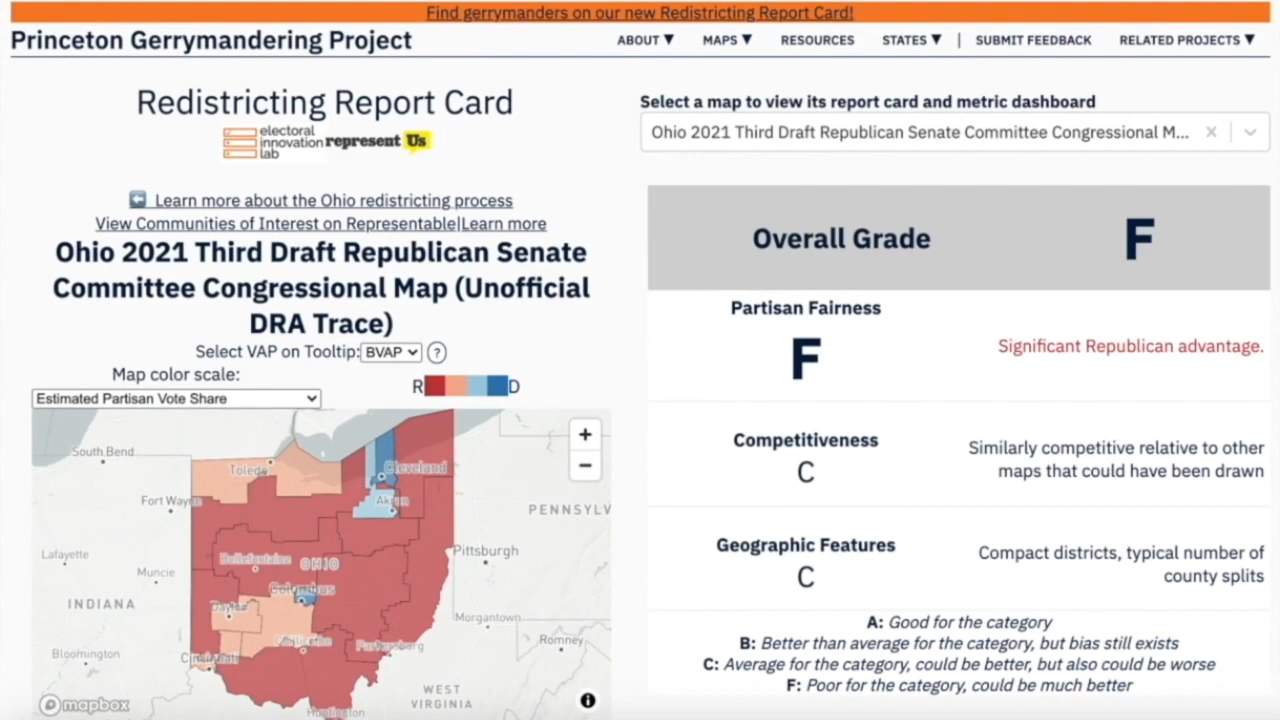 Find gerrymanders on our new Redistricting Report Card!
Princeton Gerrymandering Project
ABOUT ▼ MAPS ▼ RESOURCES STATES ▼ | SUBMIT FEEDBACK RELATED PROJECTS ▼
Redistricting Report Card
electoral
innovation
lab
represent Us
Learn more about the Ohio redistricting process
View Communities of Interest on Representable|Learn more
Ohio 2021 Third Draft Republican Senate
Committee Congressional Map (Unofficial
DRA Trace)
Select VAP on Tooltip: BVAP ?
Map color scale:
Estimated Partisan Vote Share
R D
South Bend
Toledo
Cleveland
Fort Wayne
Akron
PENNSYLV
Lafayette
Bellefontaine
OHIO
Pittsburgh
Muncie
Columbus
INDIANA
Dayton
Morgantown
Chillicothe
Parkersburg
Romney
Bloomington
Cincinnati
WEST
VIRGINIA
mapbox
Huntington
+
−
Select a map to view its report card and metric dashboard
Ohio 2021 Third Draft Republican Senate Committee Congressional M... ×
Overall Grade F
Partisan Fairness
F
Significant Republican advantage.
Competitiveness
C
Similarly competitive relative to other
maps that could have been drawn
Geographic Features
C
Compact districts, typical number of
county splits
A: Good for the category
B: Better than average for the category, but bias still exists
C: Average for the category, could be better, but also could be worse
F: Poor for the category, could be much better